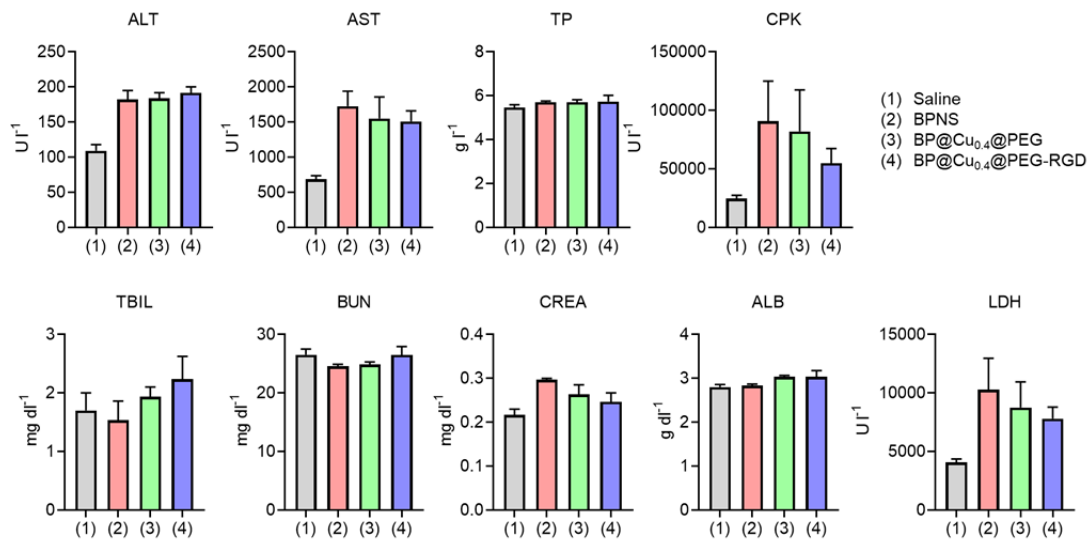 ALT
250
200
150
100
50
0
U l⁻¹
(1) (2) (3) (4)
AST
2500
2000
1500
1000
500
0
U l⁻¹
(1) (2) (3) (4)
TP
8
6
4
2
0
g l⁻¹
(1) (2) (3) (4)
CPK
150000
100000
50000
0
U l⁻¹
(1) (2) (3) (4)
(1) Saline
(2) BPNS
(3) BP@Cu₀.₄@PEG
(4) BP@Cu₀.₄@PEG-RGD
TBIL
3
2
1
0
mg dl⁻¹
(1) (2) (3) (4)
BUN
30
20
10
0
mg dl⁻¹
(1) (2) (3) (4)
CREA
0.4
0.3
0.2
0.1
0.0
mg dl⁻¹
(1) (2) (3) (4)
ALB
4
3
2
1
0
g dl⁻¹
(1) (2) (3) (4)
LDH
15000
10000
5000
0
U l⁻¹
(1) (2) (3) (4)